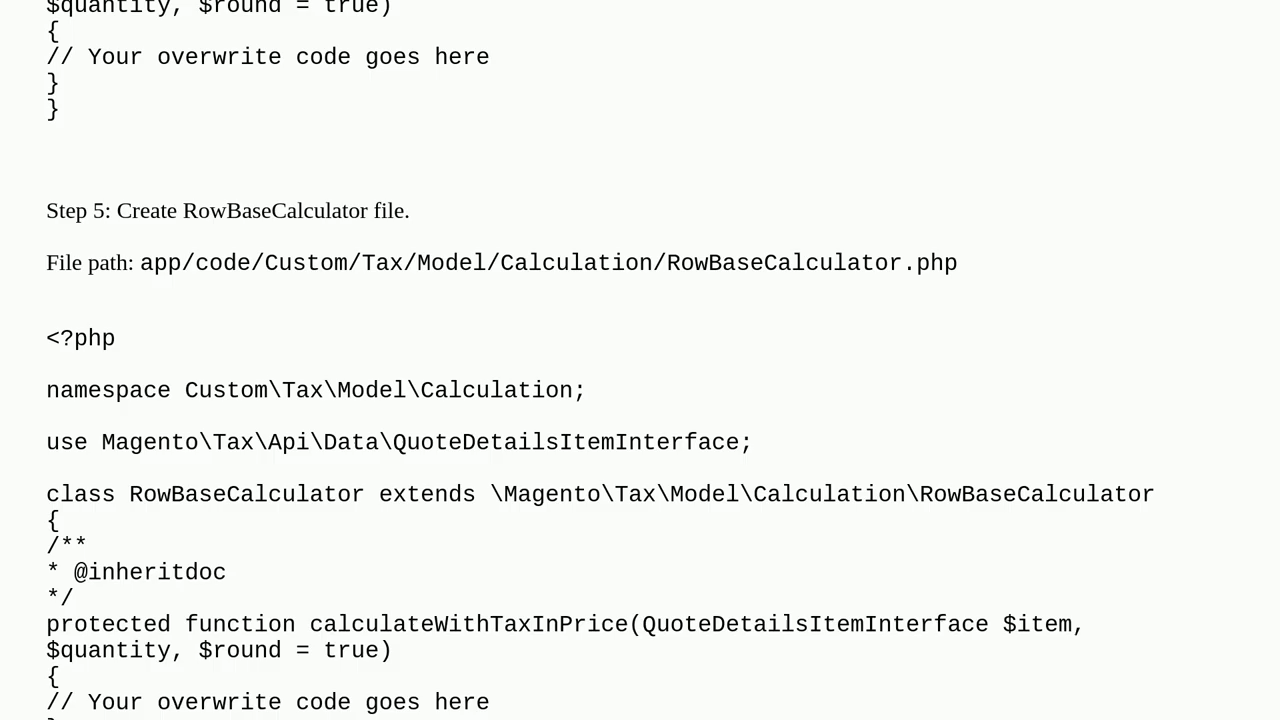 $quantity, $round = true)
{
// Your overwrite code goes here
}
}
Step 5: Create RowBaseCalculator file.
File path: app/code/Custom/Tax/Model/Calculation/RowBaseCalculator.php
<?php
namespace Custom\Tax\Model\Calculation;
use Magento\Tax\Api\Data\QuoteDetailsItemInterface;
class RowBaseCalculator extends \Magento\Tax\Model\Calculation\RowBaseCalculator
{
/**
* @inheritdoc
*/
protected function calculateWithTaxInPrice(QuoteDetailsItemInterface $item,
$quantity, $round = true)
{
// Your overwrite code goes here
}